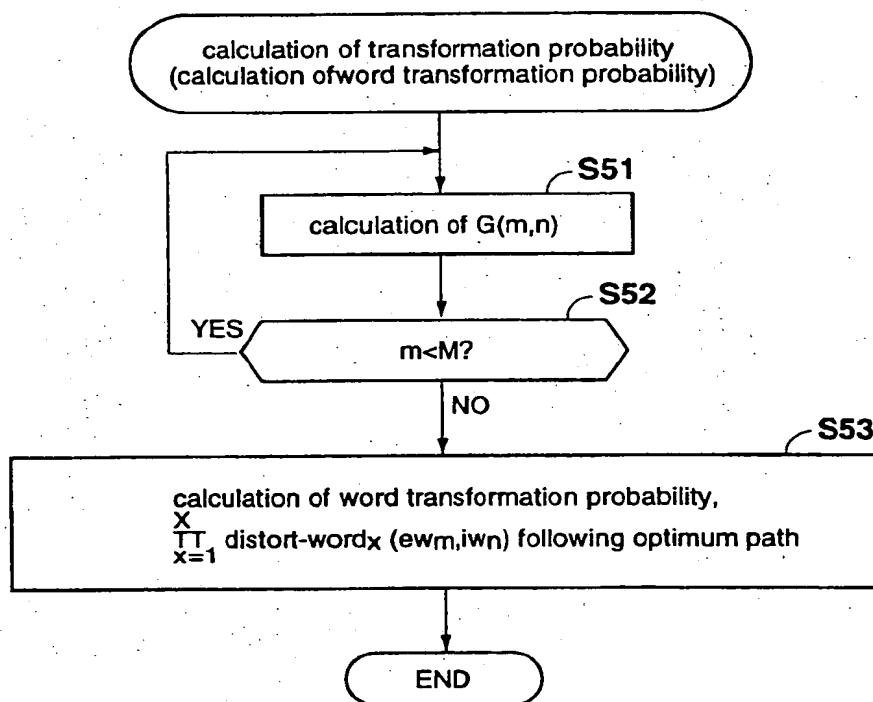 calculation of transformation probability
(calculation ofword transformation probability)
S51
calculation of G(m,n)
S52
YES
m<M?
NO
S53
calculation of word transformation probability,
X
π distort-wordx (ewm,iwn) following optimum path
x=1
END